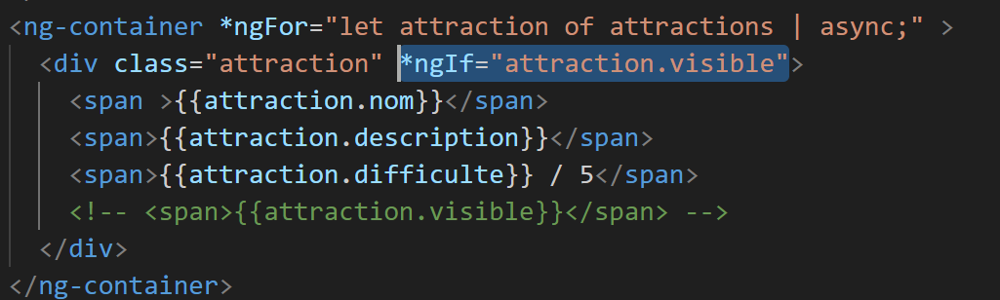 <ng-container *ngFor="let attraction of attractions | async;" >
<div class="attraction" *ngIf="attraction.visible">
<span >{{attraction.nom}}</span>
<span>{{attraction.description}}</span>
<span>{{attraction.difficulte}} / 5</span>
<!-- <span>{{attraction.visible}}</span> -->
</div>
</ng-container>